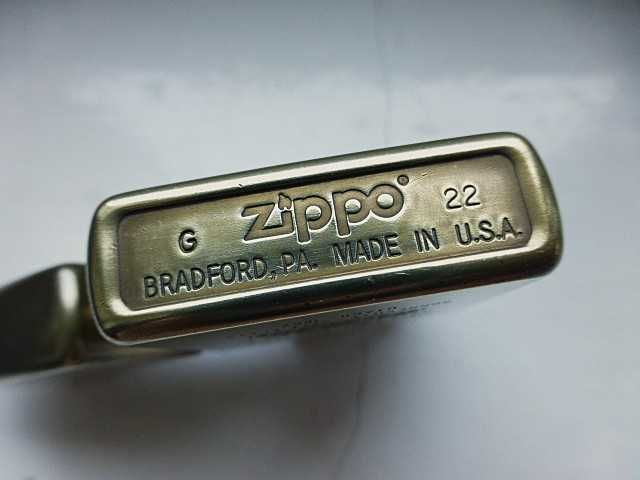 G zippo® 22
BRADFORD, PA. MADE IN U.S.A.